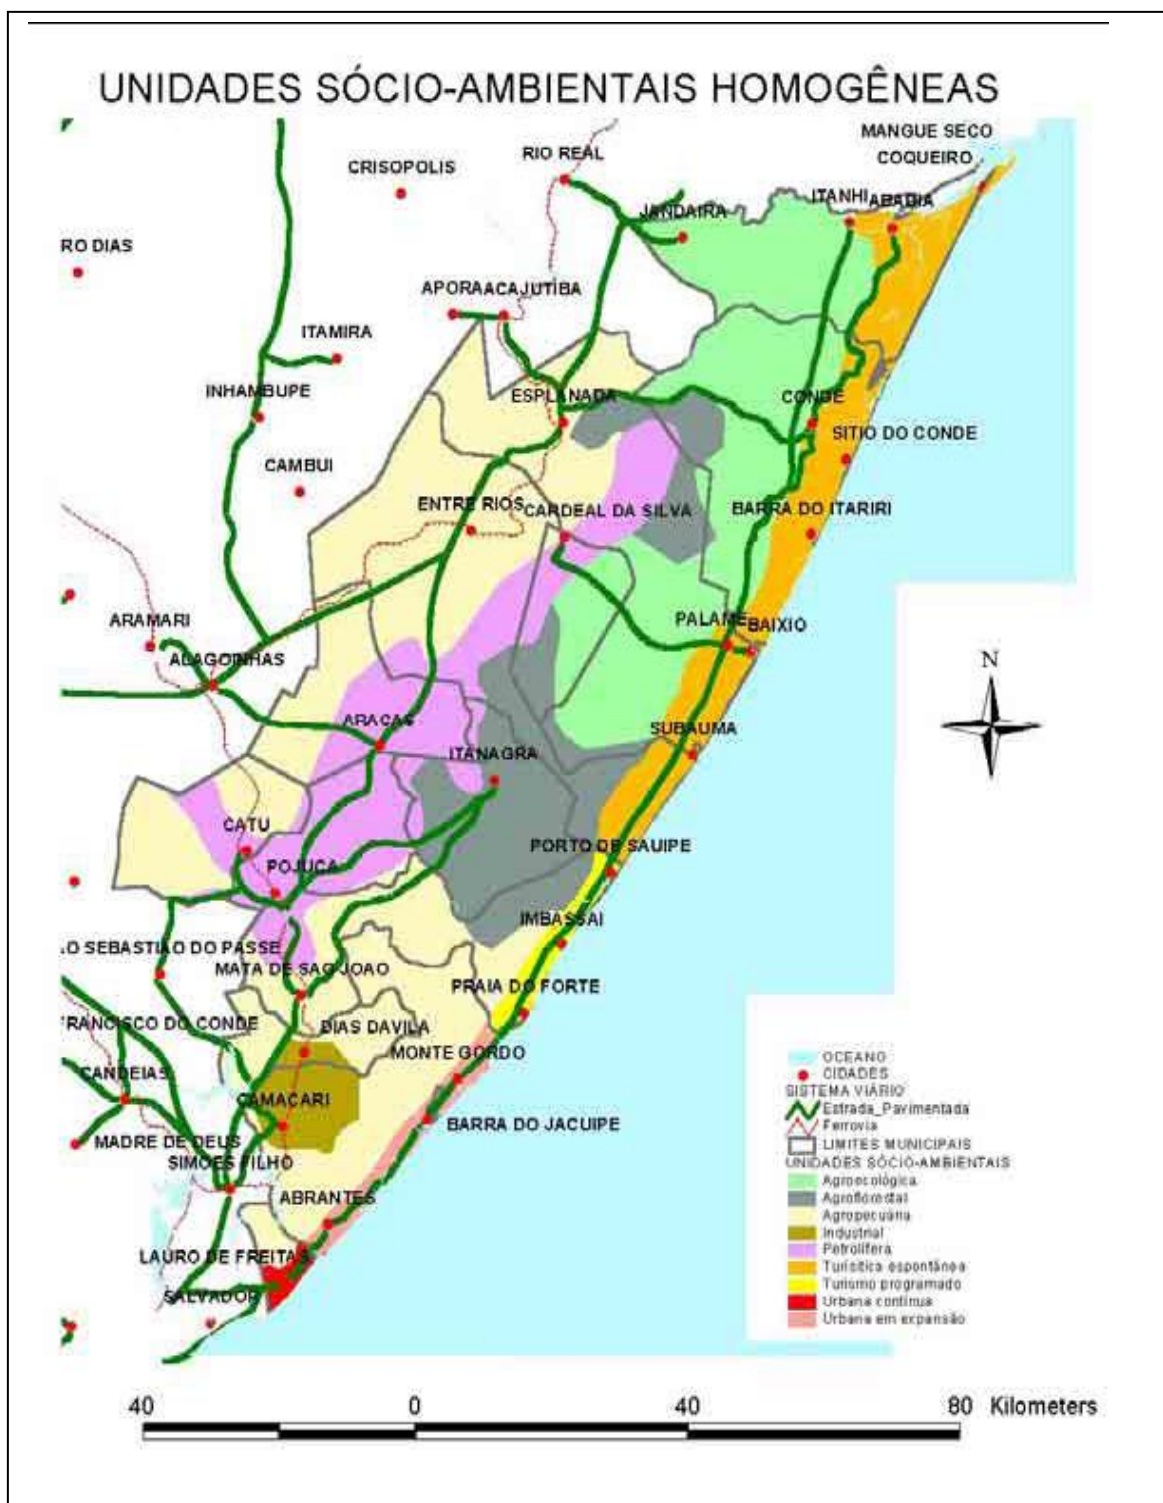 UNIDADES SÓCIO-AMBIENTAIS HOMOGÊNEAS
MANGUE SECO
COQUEIRO
RIO REAL
CRISOPOLIS
ITANHI ABADIA
JANDAIRA
RO DIAS
APORA ACAJUTIBA
ITAMIRA
INHAMBUPE
ESPLANADA
CONDE
SITIO DO CONDE
CAMBUI
ENTRE RIOS
CARDEAL DA SILVA
BARRA DO ITARIRI
ARAMARI
PALAME
BAIXIO
ALAGOINHAS
N
ARACAS
SUBAUMA
ITANAGRA
CATU
PORTO DE SAUIPE
POJUCA
IMBASSAI
O SEBASTIAO DO PASSE
MATA DE SAO JOAO
PRAIA DO FORTE
FRANCISCO DO CONDE
DIAS DAVILA
MONTE GORDO
CANDEIAS
CAMACARI
BARRA DO JACUIPE
MADRE DE DEUS
SIMOES FILHO
ABRANTES
LAURO DE FREITAS
SALVADOR
OCEANO
CIDADES
SISTEMA VIÁRIO
Estrada_Pavimentada
Ferrovia
LIMITES MUNICIPAIS
UNIDADES SÓCIO-AMBIENTAIS
Agroecológica
Agroflorestal
Agropecuária
Industrial
Petrolífera
Turisítica espontânea
Turismo programado
Urbana contínua
Urbana em expansão
40 0 40 80 Kilometers